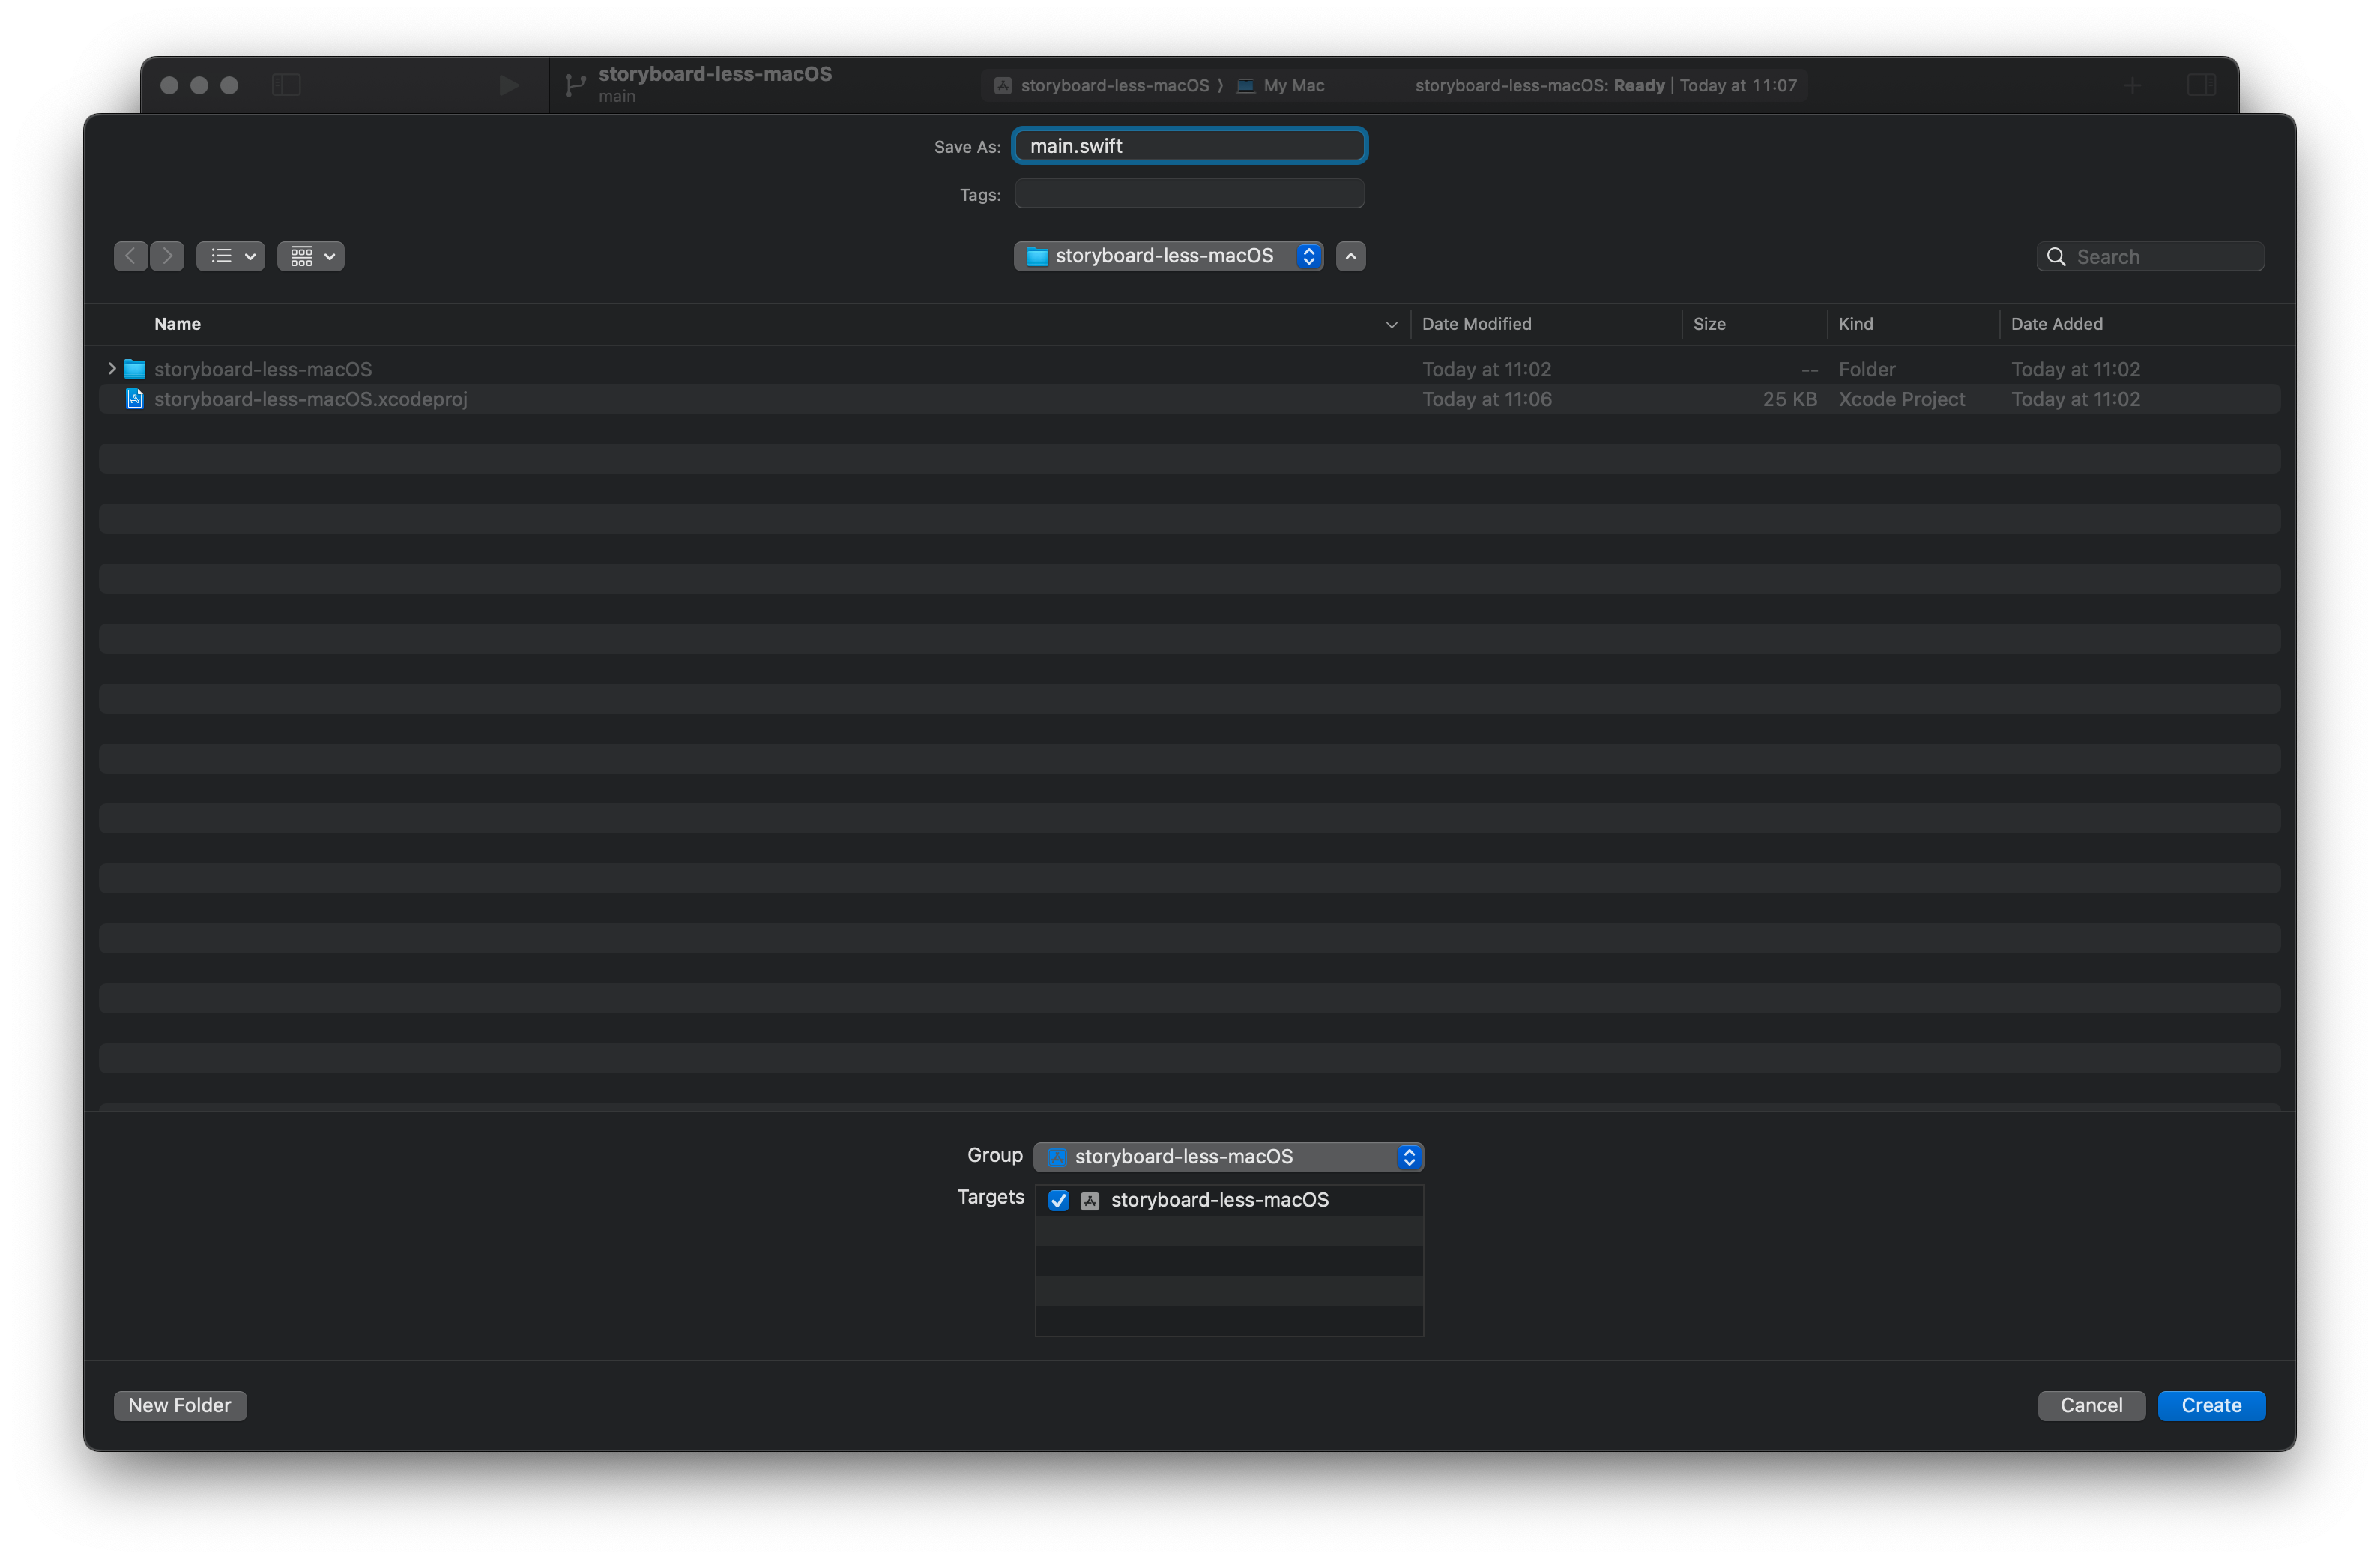 storyboard-less-macOS
main
storyboard-less-macOS ⟩ My Mac
storyboard-less-macOS: Ready | Today at 11:07
Save As: main.swift
Tags:
storyboard-less-macOS
Search
Name Date Modified Size Kind Date Added
storyboard-less-macOS Today at 11:02 -- Folder Today at 11:02
storyboard-less-macOS.xcodeproj Today at 11:06 25 KB Xcode Project Today at 11:02
Group storyboard-less-macOS
Targets storyboard-less-macOS
New Folder Cancel Create